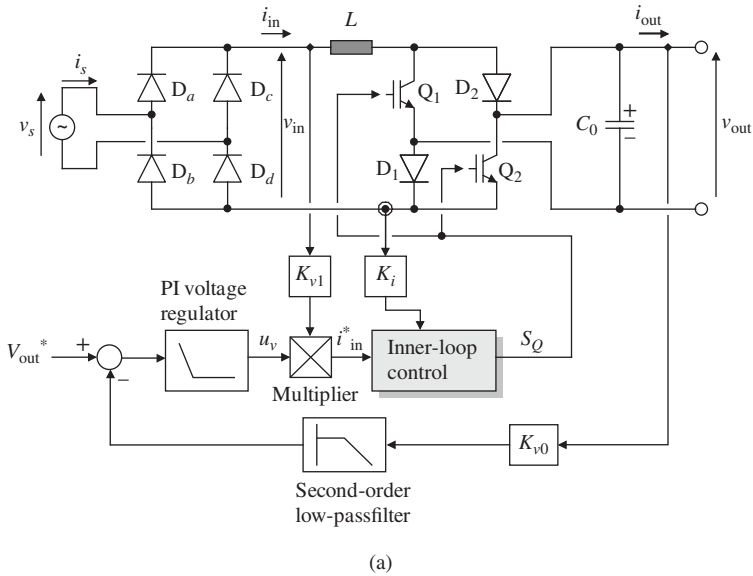 i_in
L
i_out
i_s
D_a
D_c
Q_1
D_2
v_s
~
v_in
C_0
+
−
v_out
D_b
D_d
D_1
Q_2
K_v1
K_i
PI voltage
regulator
V_out*
+
−
u_v
i*_in
Inner-loop
control
S_Q
Multiplier
K_v0
Second-order
low-passfilter
(a)